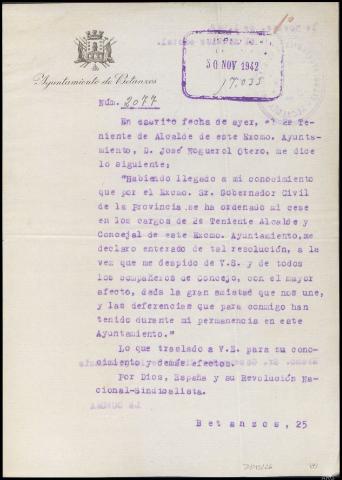 30 NOV 1942
17.035
Ayuntamiento de Betanzos
Núm. 2077
En escrito fecha de ayer, el 2º Te-
niente de Alcalde de este Excmo. Ayunta-
miento, D. José Noguerol Otero, me dice
lo siguiente;
"Habiendo llegado a mi conocimiento
que por el Excmo. Sr. Gobernador Civil
de la Provincia se ha ordenado mi cese
en los cargos de 2º Teniente Alcalde y
Concejal de este Excmo. Ayuntamiento, me
declaro enterado de tal resolución, a la
vez que me despido de V.S. y de todos
los compañeros de Concejo, con el mayor
afecto, dada la gran amistad que nos une,
y las deferencias que para conmigo han
tenido durante mi permanencia en este
Ayuntamiento."
Lo que traslado a V.E. para su cono-
cimiento y demás efectos.
Por Dios, España y su Revolución Na-
cional-Sindicalista.
Betanzos, 25